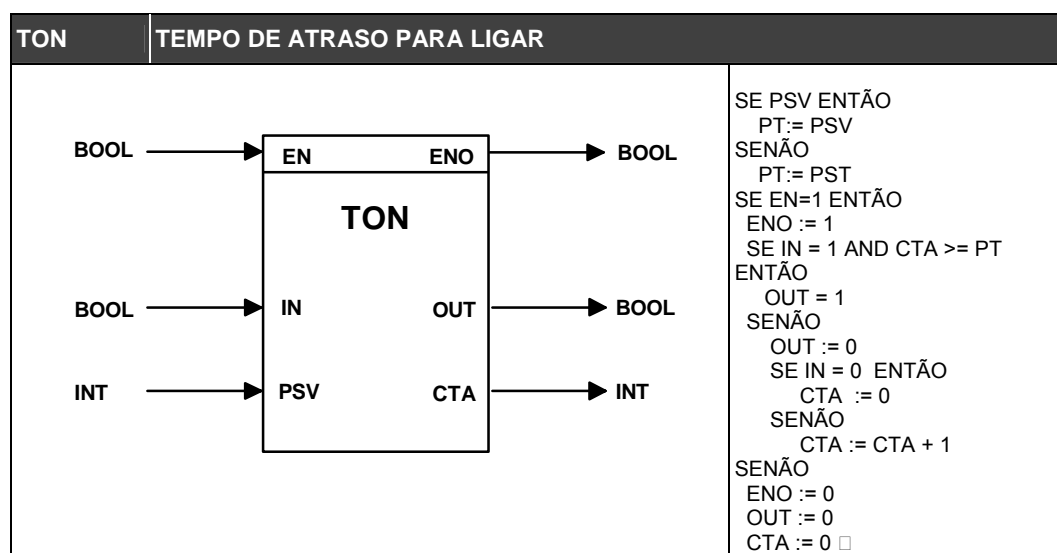 TON TEMPO DE ATRASO PARA LIGAR
BOOL EN ENO BOOL
TON
BOOL IN OUT BOOL
INT PSV CTA INT
SE PSV ENTÃO
PT:= PSV
SENÃO
PT:= PST
SE EN=1 ENTÃO
ENO := 1
SE IN = 1 AND CTA >= PT
ENTÃO
OUT = 1
SENÃO
OUT := 0
SE IN = 0 ENTÃO
CTA := 0
SENÃO
CTA := CTA + 1
SENÃO
ENO := 0
OUT := 0
CTA := 0 □